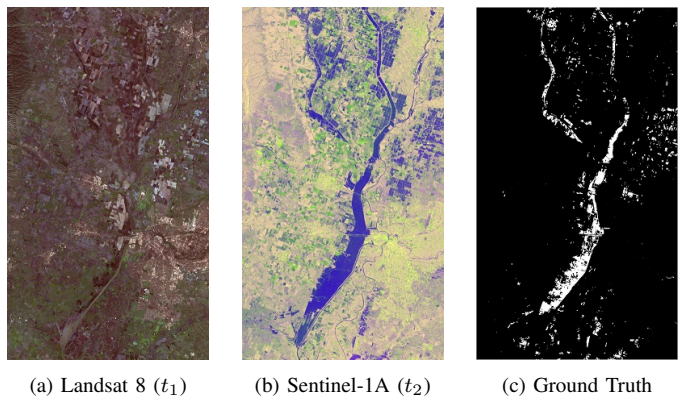 (a) Landsat 8 (t₁)
(b) Sentinel-1A (t₂)
(c) Ground Truth